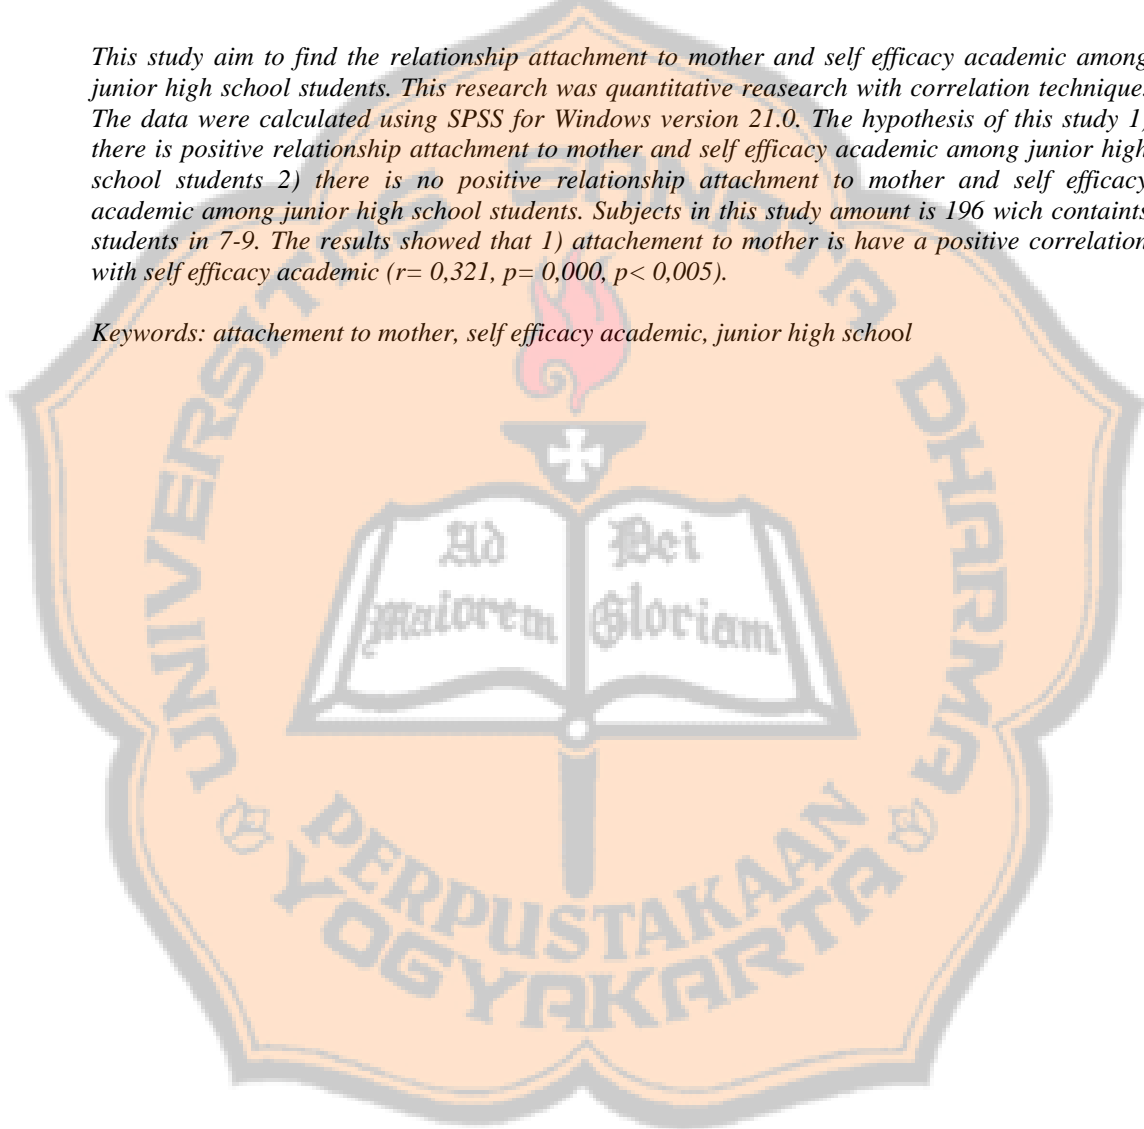 This study aim to find the relationship attachment to mother and self efficacy academic among
junior high school students. This research was quantitative reasearch with correlation technique.
The data were calculated using SPSS for Windows version 21.0. The hypothesis of this study 1)
there is positive relationship attachment to mother and self efficacy academic among junior high
school students 2) there is no positive relationship attachment to mother and self efficacy
academic among junior high school students. Subjects in this study amount is 196 wich containts
students in 7-9. The results showed that 1) attachement to mother is have a positive correlation
with self efficacy academic (r= 0,321, p= 0,000, p< 0,005).
Keywords: attachement to mother, self efficacy academic, junior high school
UNIVERSITAS SANATA DHARMA
Ad Dei
Maiorem Gloriam
PERPUSTAKAAN
YOGYAKARTA